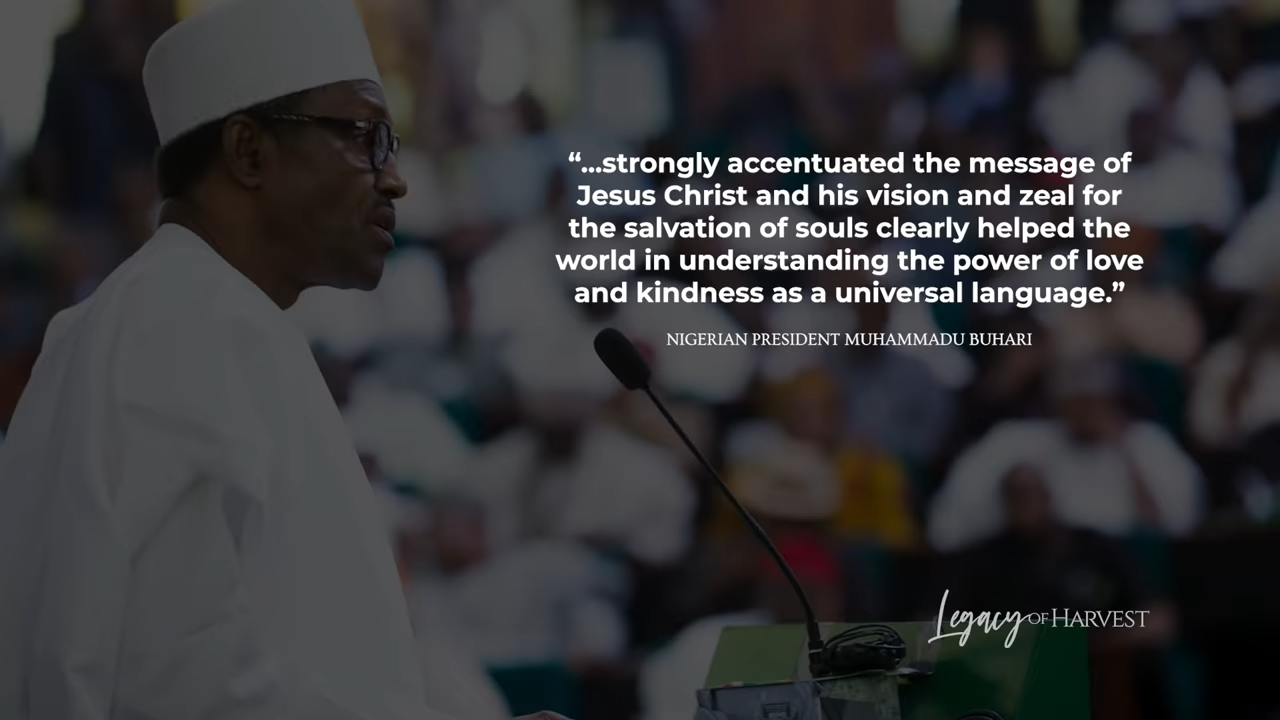 “...strongly accentuated the message of
Jesus Christ and his vision and zeal for
the salvation of souls clearly helped the
world in understanding the power of love
and kindness as a universal language.”
NIGERIAN PRESIDENT MUHAMMADU BUHARI
Legacy OF HARVEST